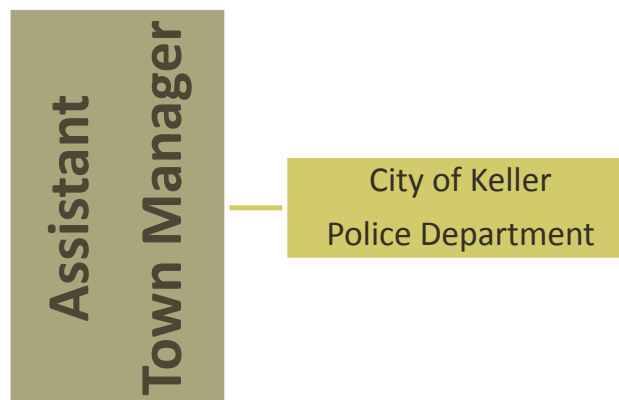 Assistant
Town Manager
City of Keller
Police Department